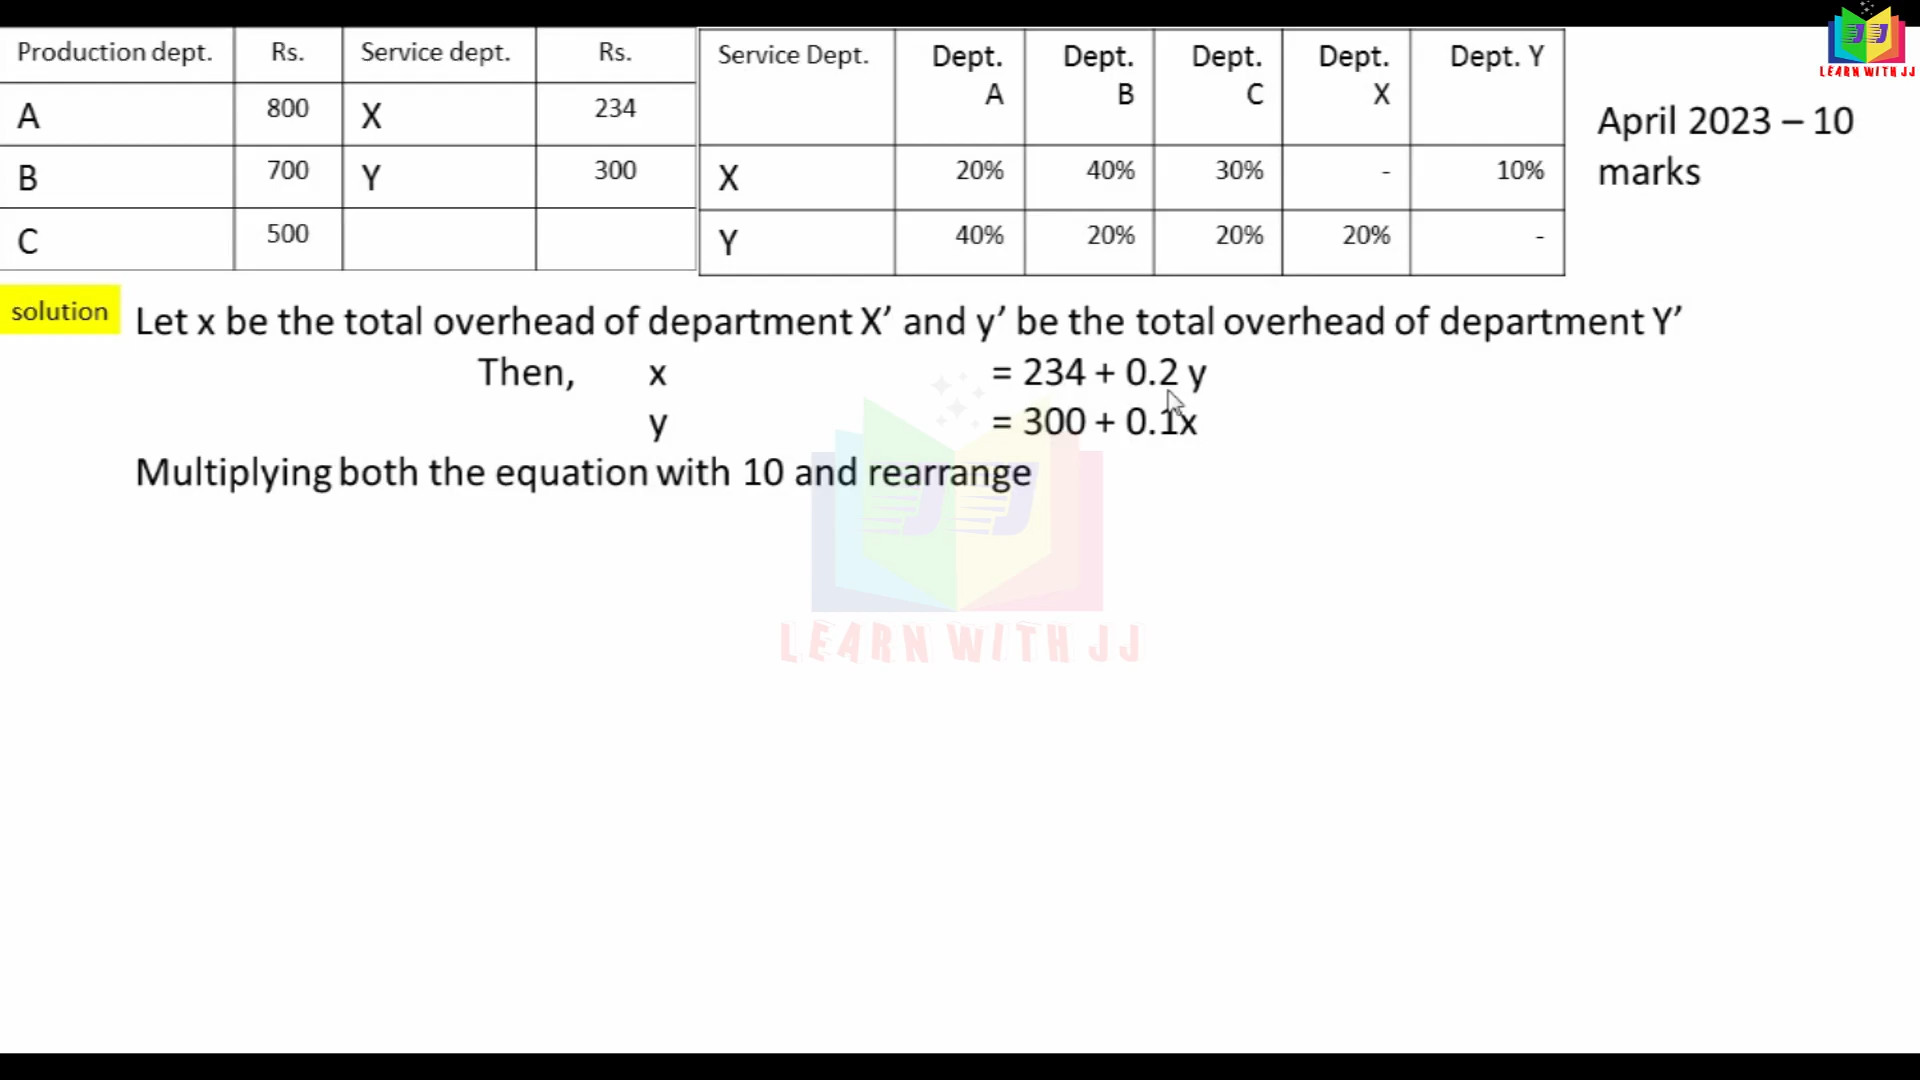 Production dept. Rs. Service dept. Rs.
A 800 X 234
B 700 Y 300
C 500
Service Dept. Dept. A Dept. B Dept. C Dept. X Dept. Y
X 20% 40% 30% - 10%
Y 40% 20% 20% 20% -
April 2023 – 10
marks
LEARN WITH JJ
solution
Let x be the total overhead of department X’ and y’ be the total overhead of department Y’
Then, x = 234 + 0.2 y
y = 300 + 0.1x
Multiplying both the equation with 10 and rearrange
JJ
LEARN WITH JJ